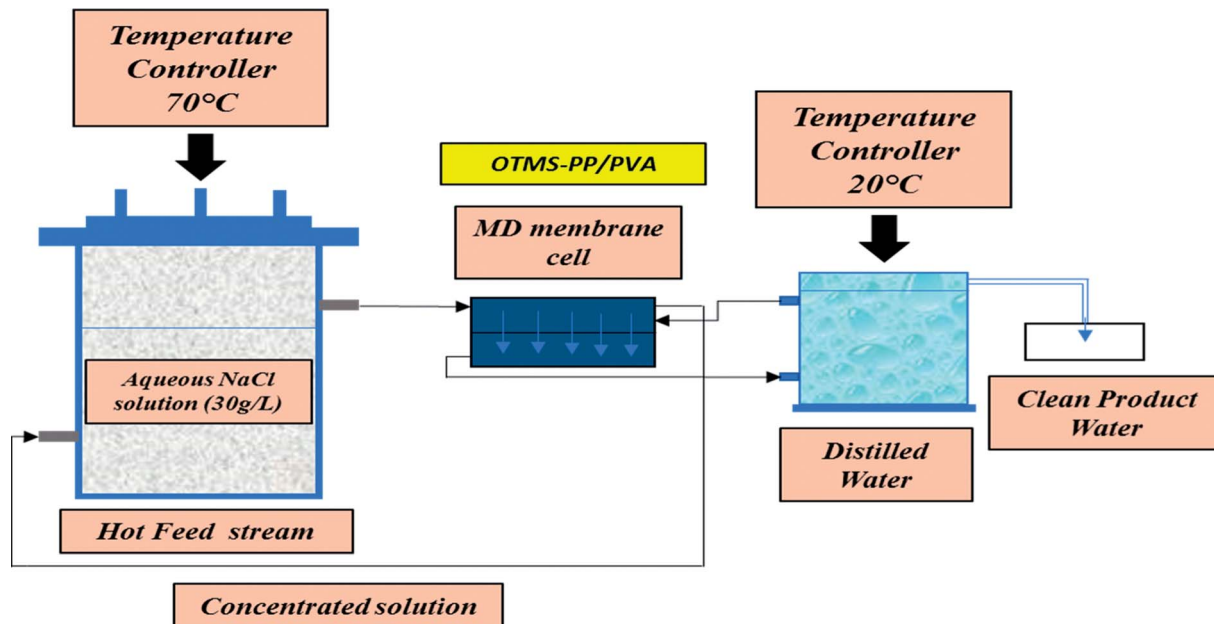 Temperature
Controller
70°C
Temperature
Controller
20°C
OTMS-PP/PVA
MD membrane
cell
Aqueous NaCl
solution (30g/L)
Clean Product
Water
Distilled
Water
Hot Feed stream
Concentrated solution